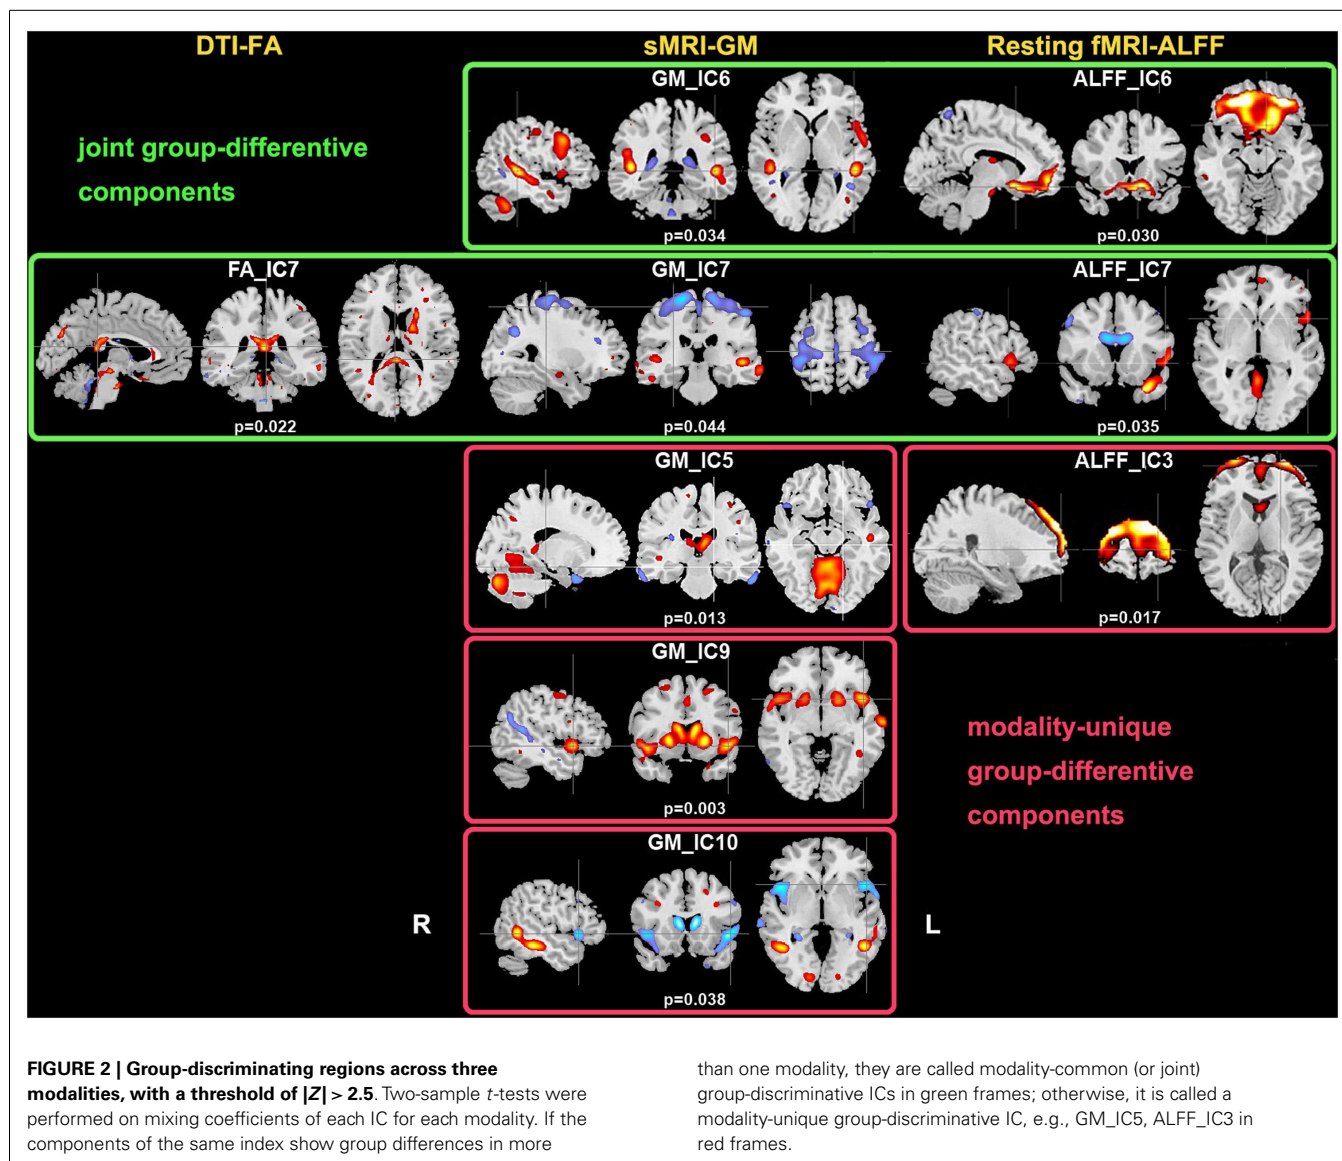 DTI-FA
sMRI-GM
Resting fMRI-ALFF
joint group-differentive
components
GM_IC6
p=0.034
ALFF_IC6
p=0.030
FA_IC7
p=0.022
GM_IC7
p=0.044
ALFF_IC7
p=0.035
GM_IC5
p=0.013
ALFF_IC3
p=0.017
GM_IC9
p=0.003
modality-unique
group-differentive
components
GM_IC10
p=0.038
R
L
FIGURE 2 | Group-discriminating regions across three
modalities, with a threshold of |Z| > 2.5. Two-sample t-tests were
performed on mixing coefficients of each IC for each modality. If the
components of the same index show group differences in more
than one modality, they are called modality-common (or joint)
group-discriminative ICs in green frames; otherwise, it is called a
modality-unique group-discriminative IC, e.g., GM_IC5, ALFF_IC3 in
red frames.